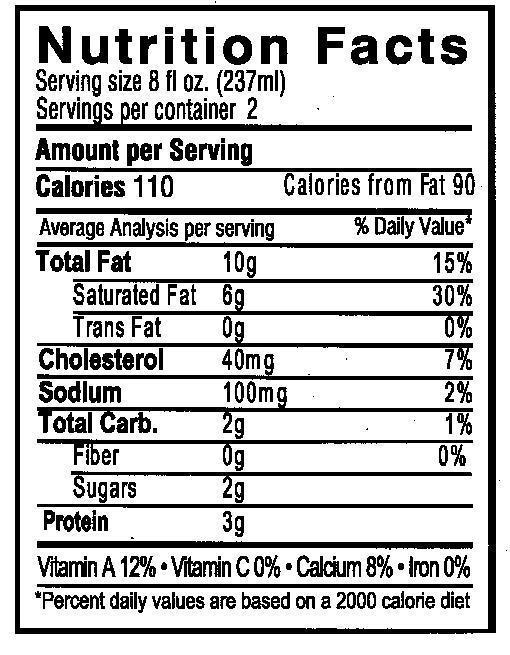 Nutrition Facts
Serving size 8 fl oz. (237ml)
Servings per container 2
Amount per Serving
Calories 110 Calories from Fat 90
Average Analysis per serving % Daily Value*
Total Fat 10g 15%
Saturated Fat 6g 30%
Trans Fat 0g 0%
Cholesterol 40mg 7%
Sodium 100mg 2%
Total Carb. 2g 1%
Fiber 0g 0%
Sugars 2g
Protein 3g
Vitamin A 12% • Vitamin C 0% • Calcium 8% • Iron 0%
*Percent daily values are based on a 2000 calorie diet